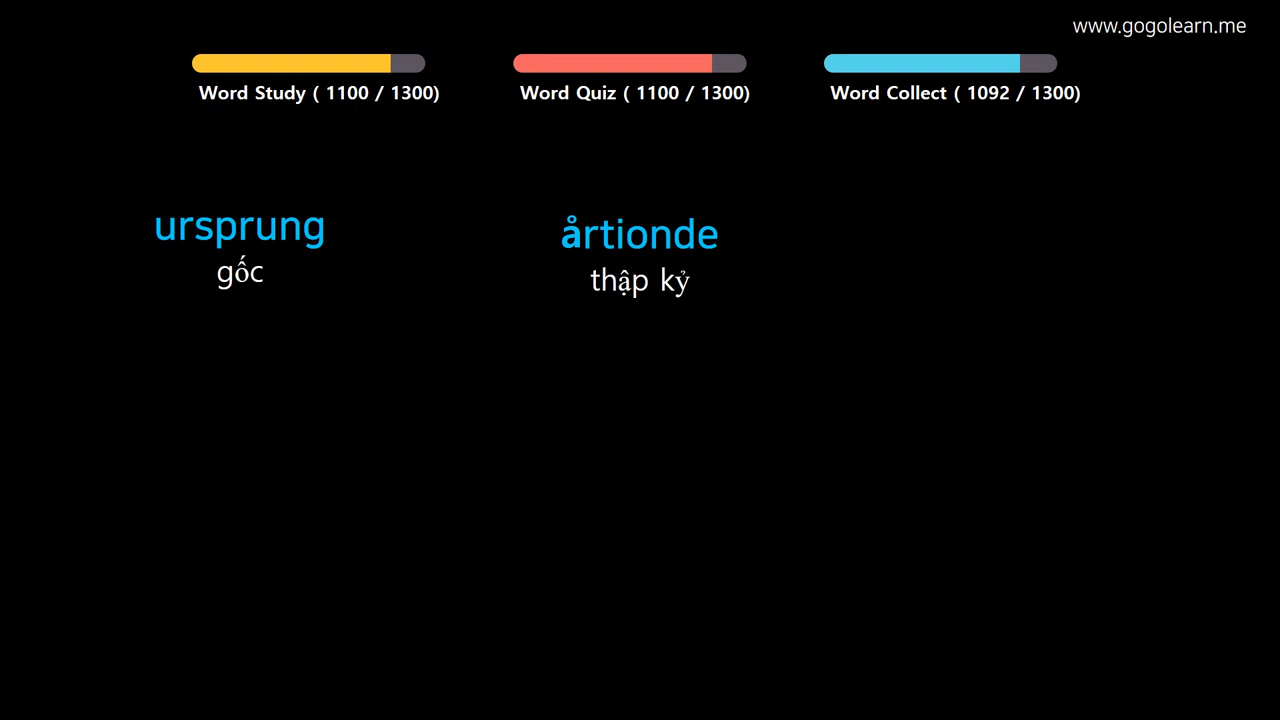 www.gogolearn.me
Word Study ( 1100 / 1300)
Word Quiz ( 1100 / 1300)
Word Collect ( 1092 / 1300)
ursprung
gốc
årtionde
thập kỷ